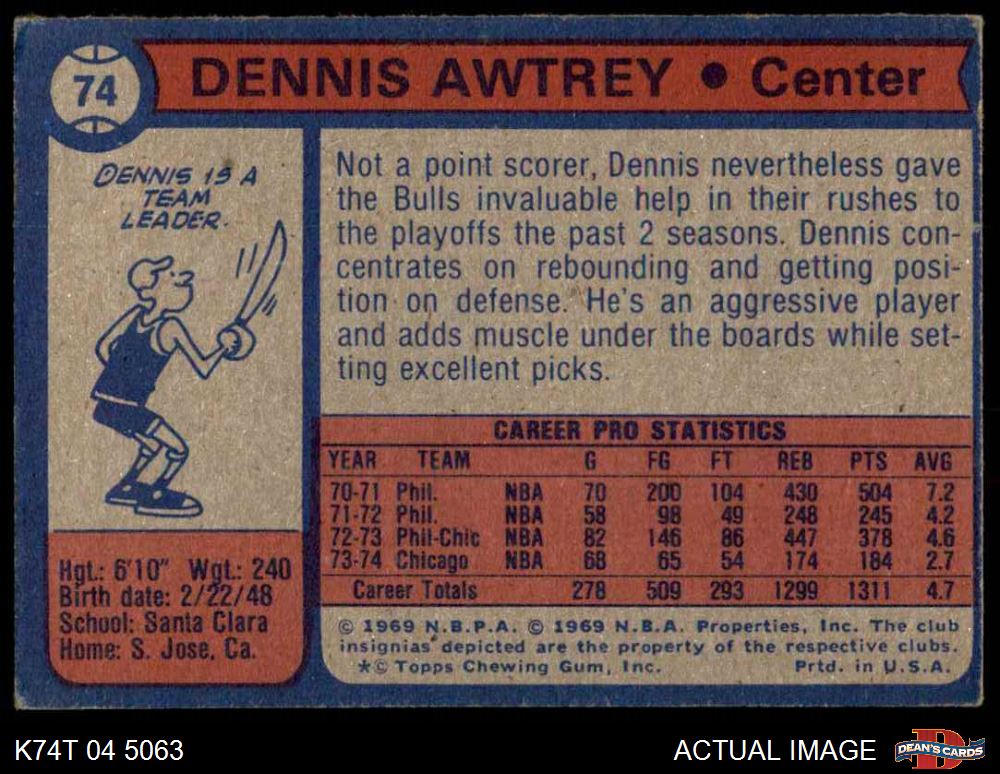 74
DENNIS AWTREY • Center
DENNIS IS A
TEAM
LEADER.
Not a point scorer, Dennis nevertheless gave
the Bulls invaluable help in their rushes to
the playoffs the past 2 seasons. Dennis con-
centrates on rebounding and getting posi-
tion on defense. He's an aggressive player
and adds muscle under the boards while set-
ting excellent picks.
CAREER PRO STATISTICS
YEAR TEAM G FG FT REB PTS AVG
70-71 Phil. NBA 70 200 104 430 504 7.2
71-72 Phil. NBA 58 98 49 248 245 4.2
72-73 Phil-Chic NBA 82 146 86 447 378 4.6
73-74 Chicago NBA 68 65 54 174 184 2.7
Career Totals 278 509 293 1299 1311 4.7
Hgt.: 6'10" Wgt.: 240
Birth date: 2/22/48
School: Santa Clara
Home: S. Jose, Ca.
© 1969 N.B.P.A. © 1969 N.B.A. Properties, Inc. The club
insignias depicted are the property of the respective clubs.
*© Topps Chewing Gum, Inc. Prtd. in U.S.A.
K74T 04 5063
ACTUAL IMAGE
D
DEAN'S CARDS